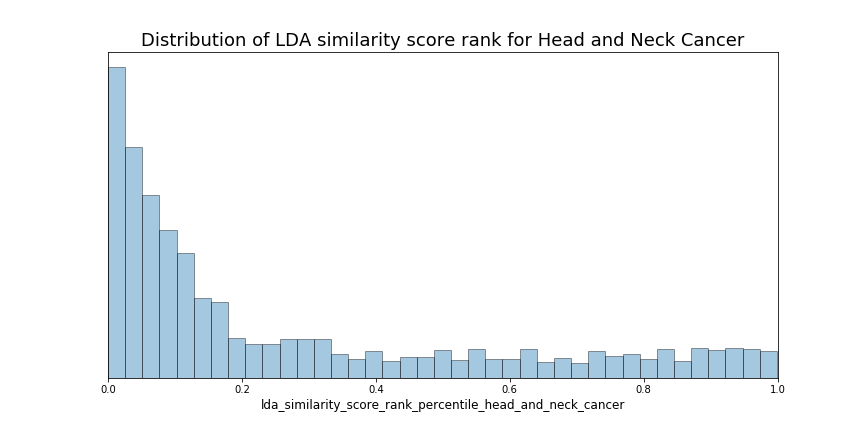 Distribution of LDA similarity score rank for Head and Neck Cancer
0.0 0.2 0.4 0.6 0.8 1.0
lda_similarity_score_rank_percentile_head_and_neck_cancer